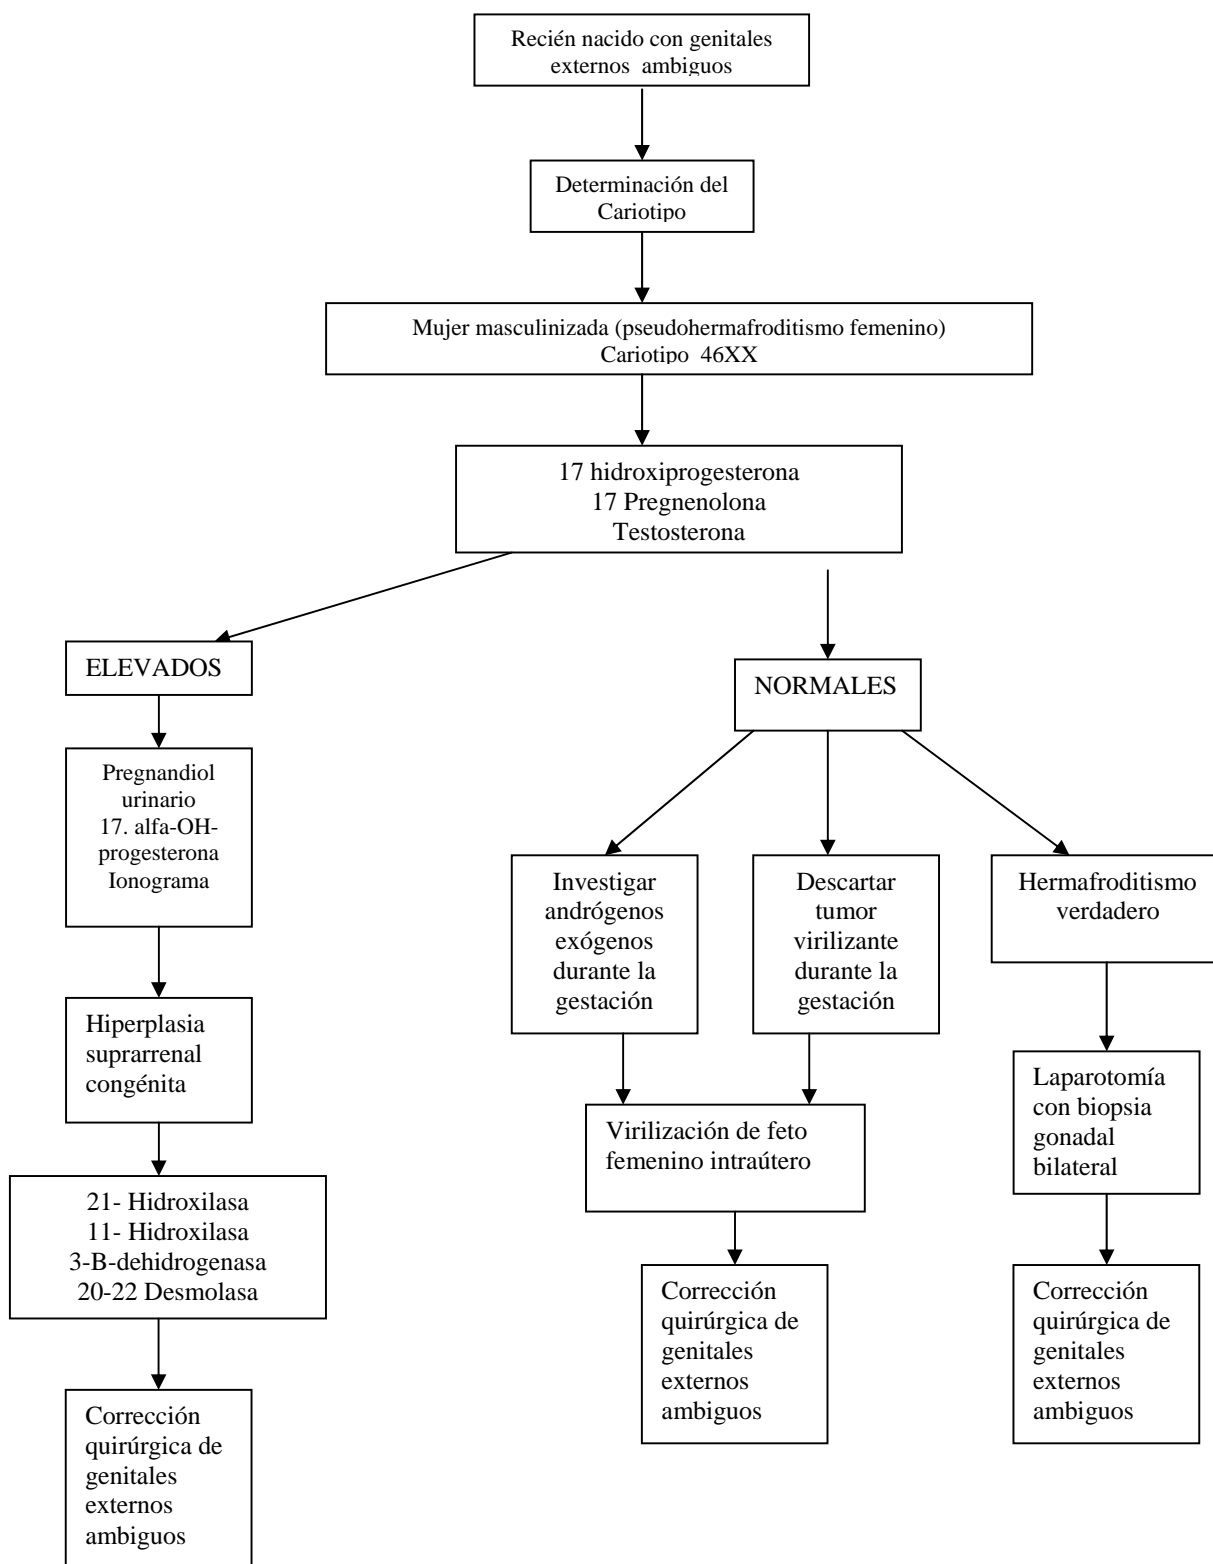 Recién nacido con genitales
externos ambiguos
Determinación del
Cariotipo
Mujer masculinizada (pseudohermafroditismo femenino)
Cariotipo 46XX
17 hidroxiprogesterona
17 Pregnenolona
Testosterona
ELEVADOS
NORMALES
Pregnandiol
urinario
17. alfa-OH-
progesterona
Ionograma
Investigar
andrógenos
exógenos
durante la
gestación
Descartar
tumor
virilizante
durante la
gestación
Hermafroditismo
verdadero
Hiperplasia
suprarrenal
congénita
Virilización de feto
femenino intraútero
Laparotomía
con biopsia
gonadal
bilateral
21- Hidroxilasa
11- Hidroxilasa
3-B-dehidrogenasa
20-22 Desmolasa
Corrección
quirúrgica de
genitales
externos
ambiguos
Corrección
quirúrgica de
genitales
externos
ambiguos
Corrección
quirúrgica de
genitales
externos
ambiguos